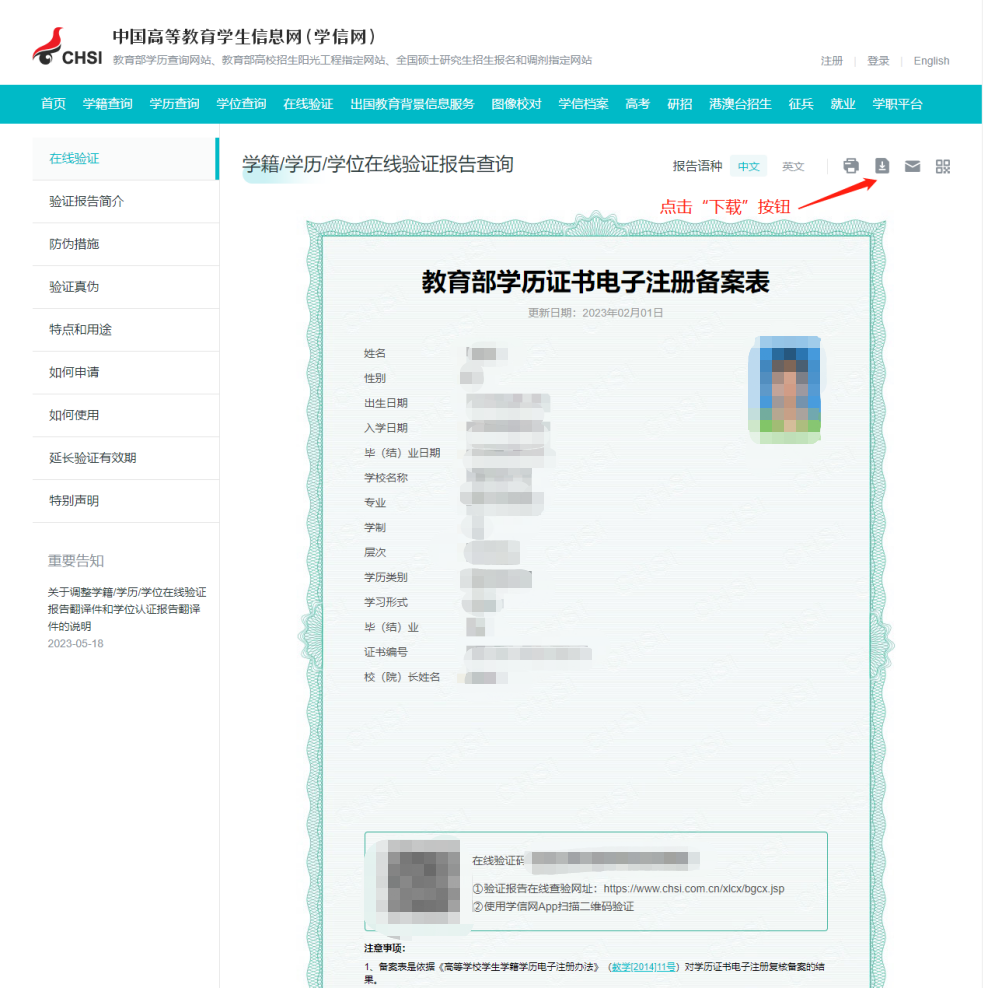 中国高等教育学生信息网(学信网)
CHSI
教育部学历查询网站、教育部高校招生阳光工程指定网站、全国硕士研究生招生报名和调剂指定网站
注册 | 登录 | English
首页 学籍查询 学历查询 学位查询 在线验证 出国教育背景信息服务 图像校对 学信档案 高考 研招 港澳台招生 征兵 就业 学职平台
在线验证
验证报告简介
防伪措施
验证真伪
特点和用途
如何申请
如何使用
延长验证有效期
特别声明
重要告知
关于调整学籍/学历/学位在线验证
报告翻译件和学位认证报告翻译
件的说明
2023-05-18
学籍/学历/学位在线验证报告查询
报告语种 中文 英文
点击“下载”按钮
教育部学历证书电子注册备案表
更新日期：2023年02月01日
姓名
性别
出生日期
入学日期
毕（结）业日期
学校名称
专业
学制
层次
学历类别
学习形式
毕（结）业
证书编号
校（院）长姓名
在线验证码
①验证报告在线查验网址：https://www.chsi.com.cn/xlcx/bgcx.jsp
②使用学信网App扫描二维码验证
注意事项：
1、备案表是依据《高等学校学生学籍学历电子注册办法》（教学[2014]11号）对学历证书电子注册复核备案的结
果。